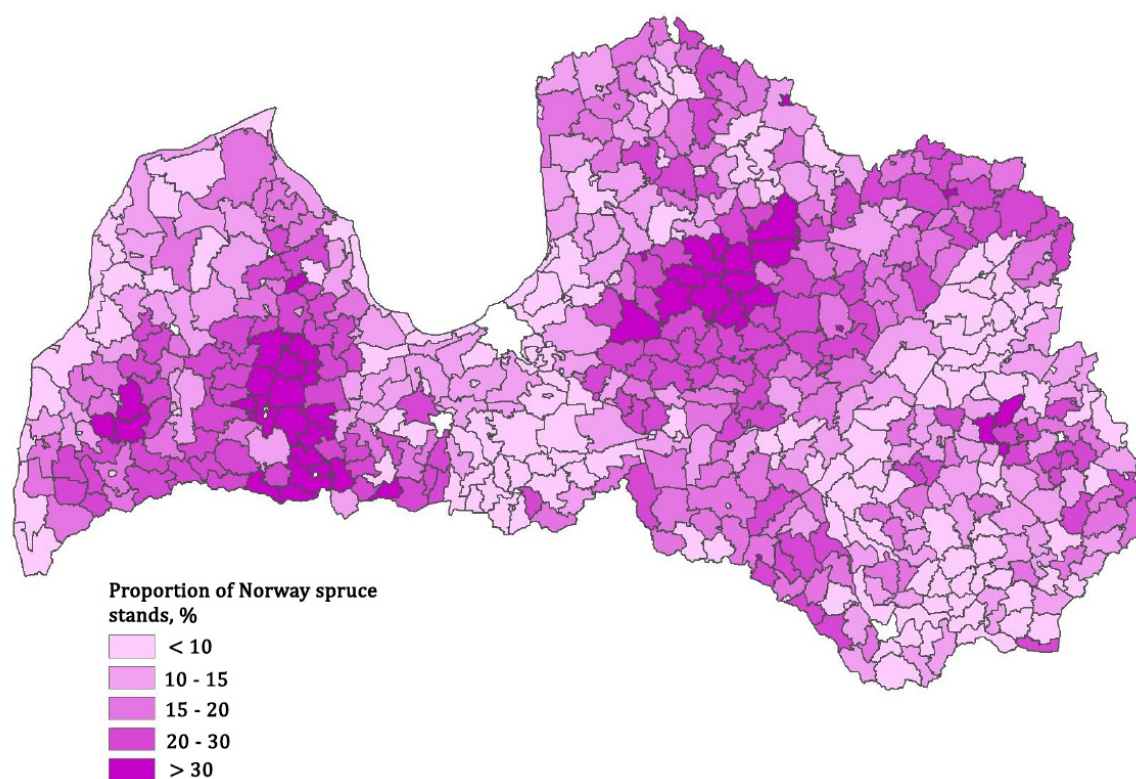 Proportion of Norway spruce
stands, %
< 10
10 - 15
15 - 20
20 - 30
> 30